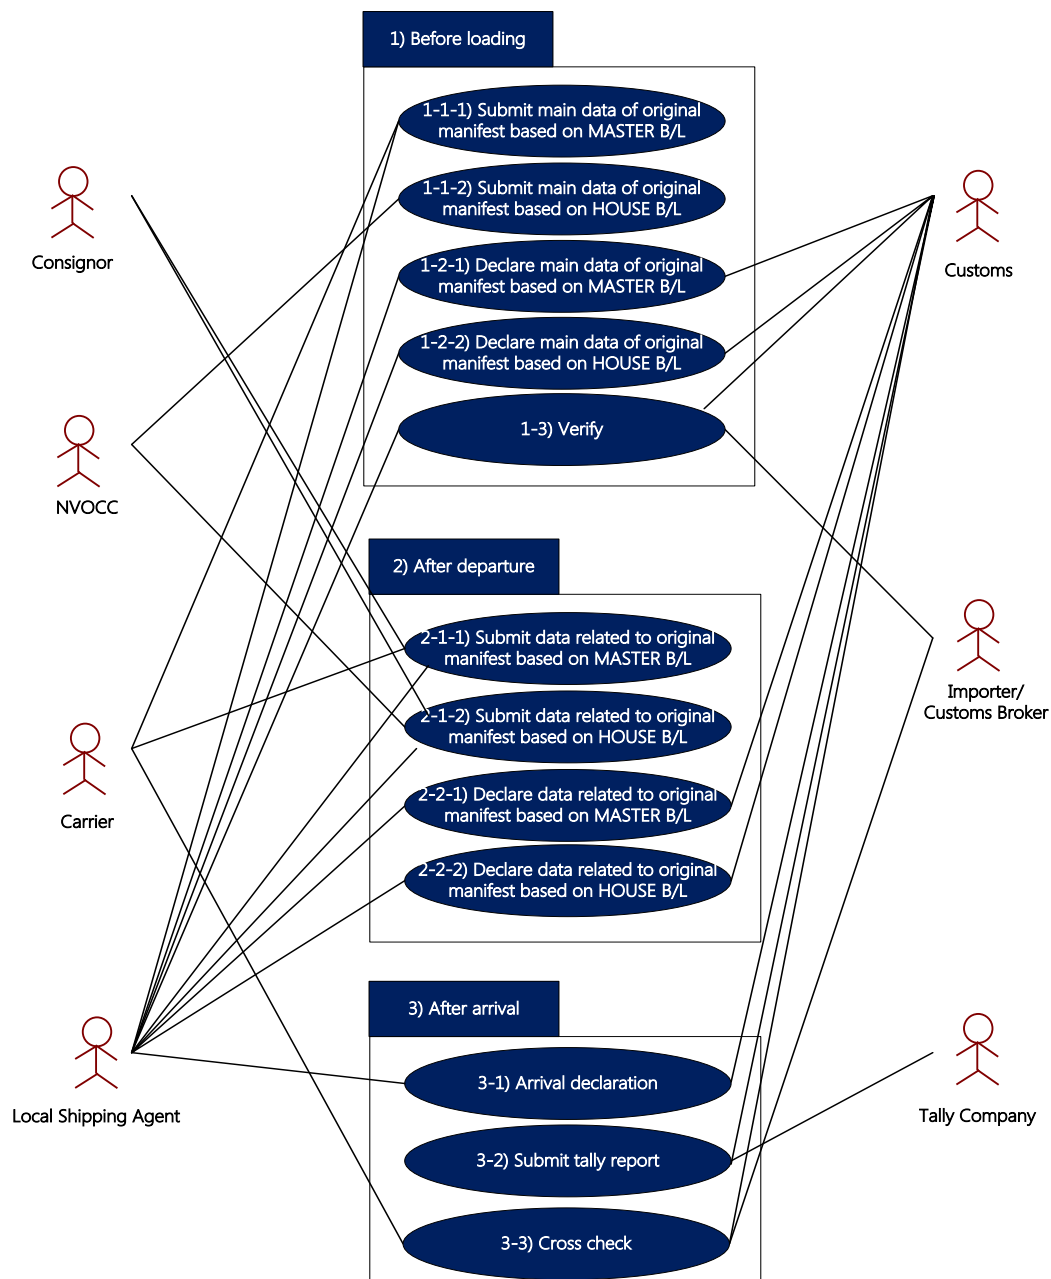 1) Before loading
1-1-1) Submit main data of original
manifest based on MASTER B/L
1-1-2) Submit main data of original
manifest based on HOUSE B/L
1-2-1) Declare main data of original
manifest based on MASTER B/L
1-2-2) Declare main data of original
manifest based on HOUSE B/L
1-3) Verify
Consignor
NVOCC
Carrier
Local Shipping Agent
Customs
Importer/
Customs Broker
Tally Company
2) After departure
2-1-1) Submit data related to original
manifest based on MASTER B/L
2-1-2) Submit data related to original
manifest based on HOUSE B/L
2-2-1) Declare data related to original
manifest based on MASTER B/L
2-2-2) Declare data related to original
manifest based on HOUSE B/L
3) After arrival
3-1) Arrival declaration
3-2) Submit tally report
3-3) Cross check